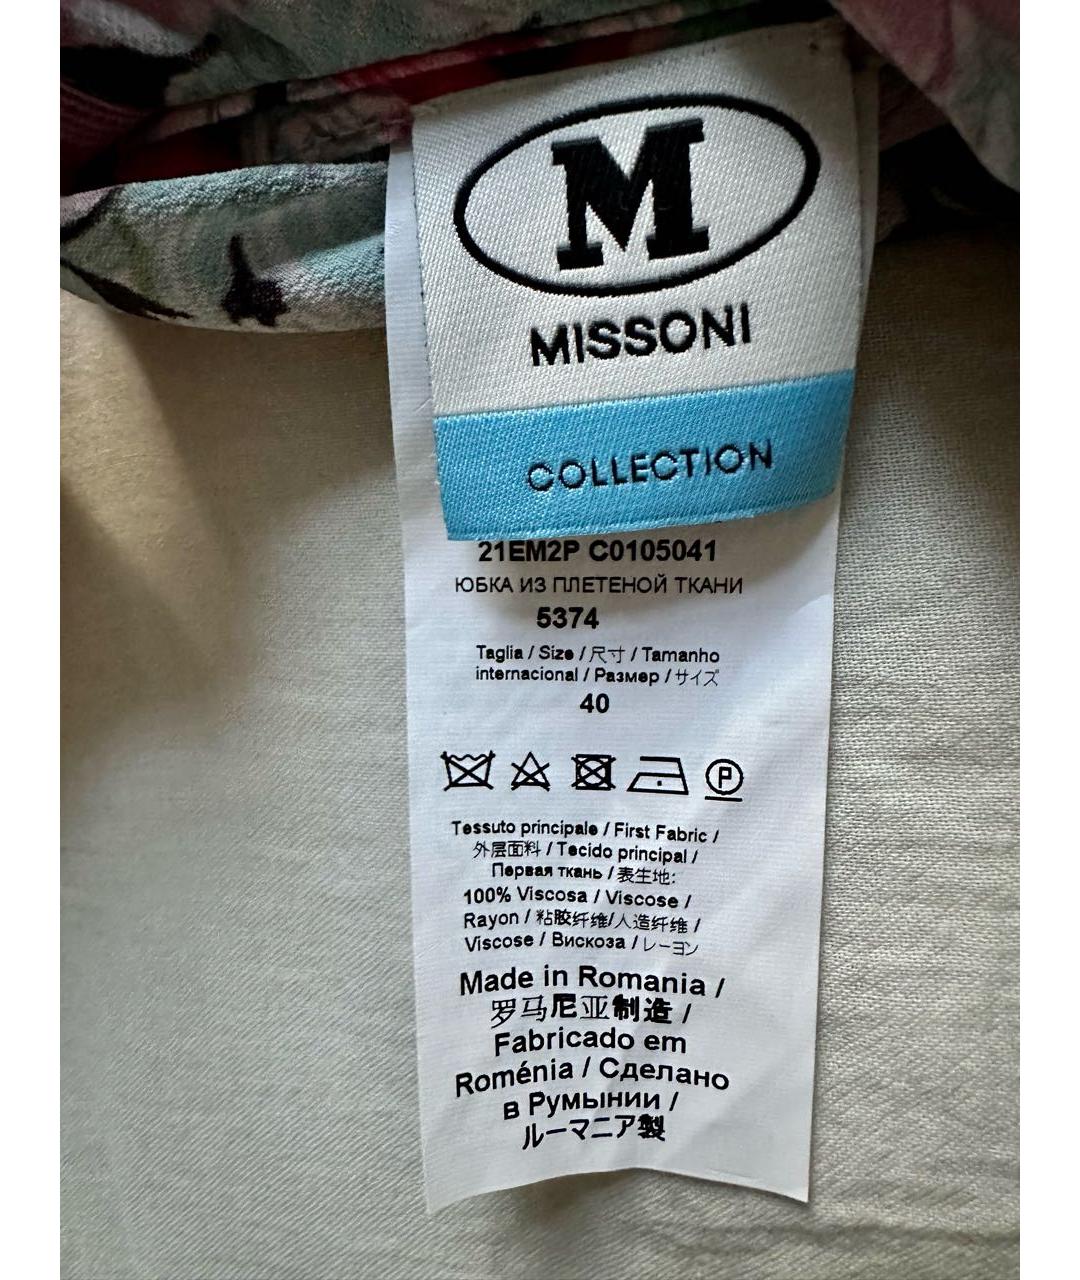 M
MISSONI
COLLECTION
21EM2P C0105041
ЮБКА ИЗ ПЛЕТЕНОЙ ТКАНИ
5374
Taglia / Size / 尺寸 / Tamanho
internacional / Размер / サイズ
40
P
Tessuto principale / First Fabric /
外层面料 / Tecido principal /
Первая ткань / 表生地:
100% Viscosa / Viscose /
Rayon / 粘胶纤维/人造纤维 /
Viscose / Вискоза / レーヨン
Made in Romania /
罗马尼亚制造 /
Fabricado em
Roménia / Сделано
в Румынии /
ルーマニア製